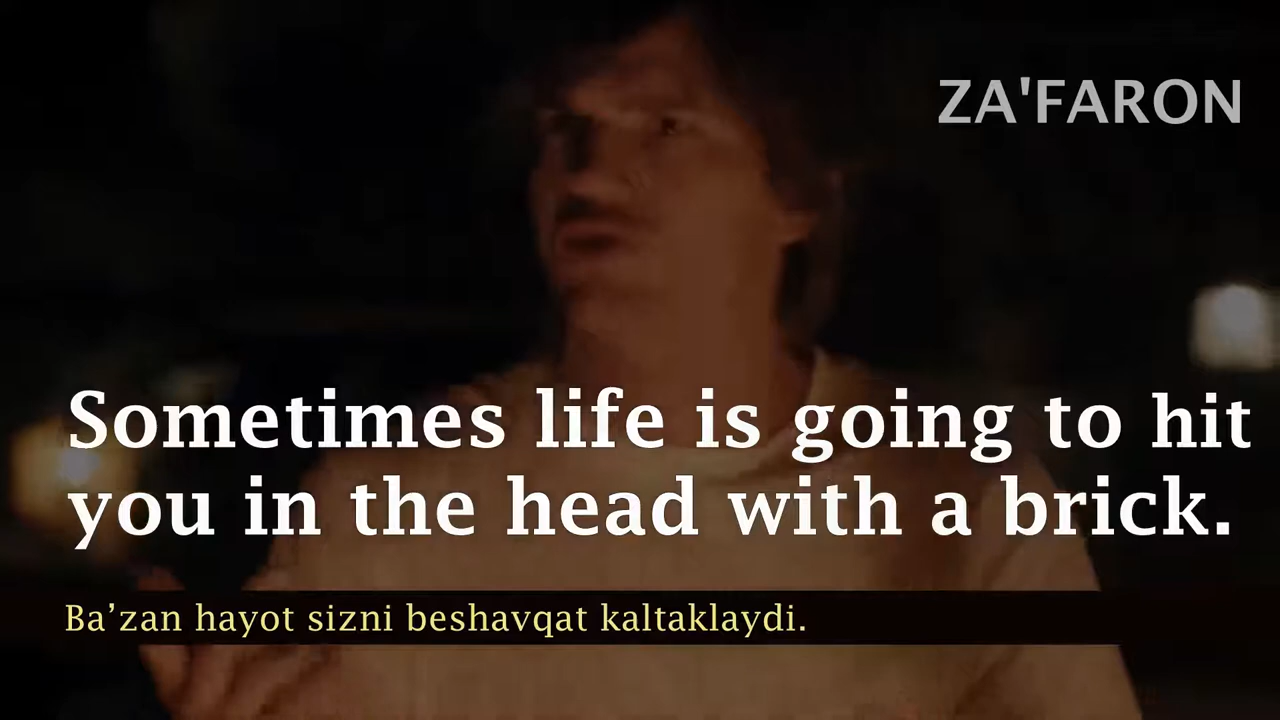 ZA'FARON
Sometimes life is going to hit
you in the head with a brick.
Ba’zan hayot sizni beshavqat kaltaklaydi.